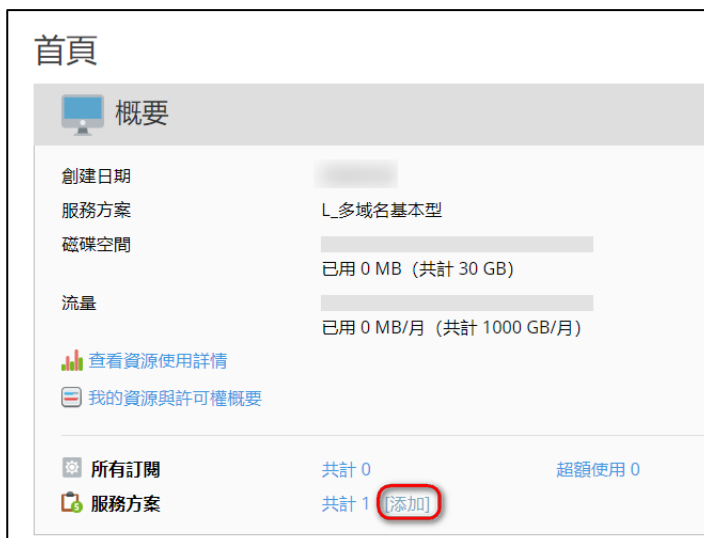 首頁
概要
創建日期
服務方案 L_多域名基本型
磁碟空間
已用 0 MB (共計 30 GB)
流量
已用 0 MB/月 (共計 1000 GB/月)
查看資源使用詳情
我的資源與許可權概要
所有訂閱 共計 0 超額使用 0
服務方案 共計 1 [添加]